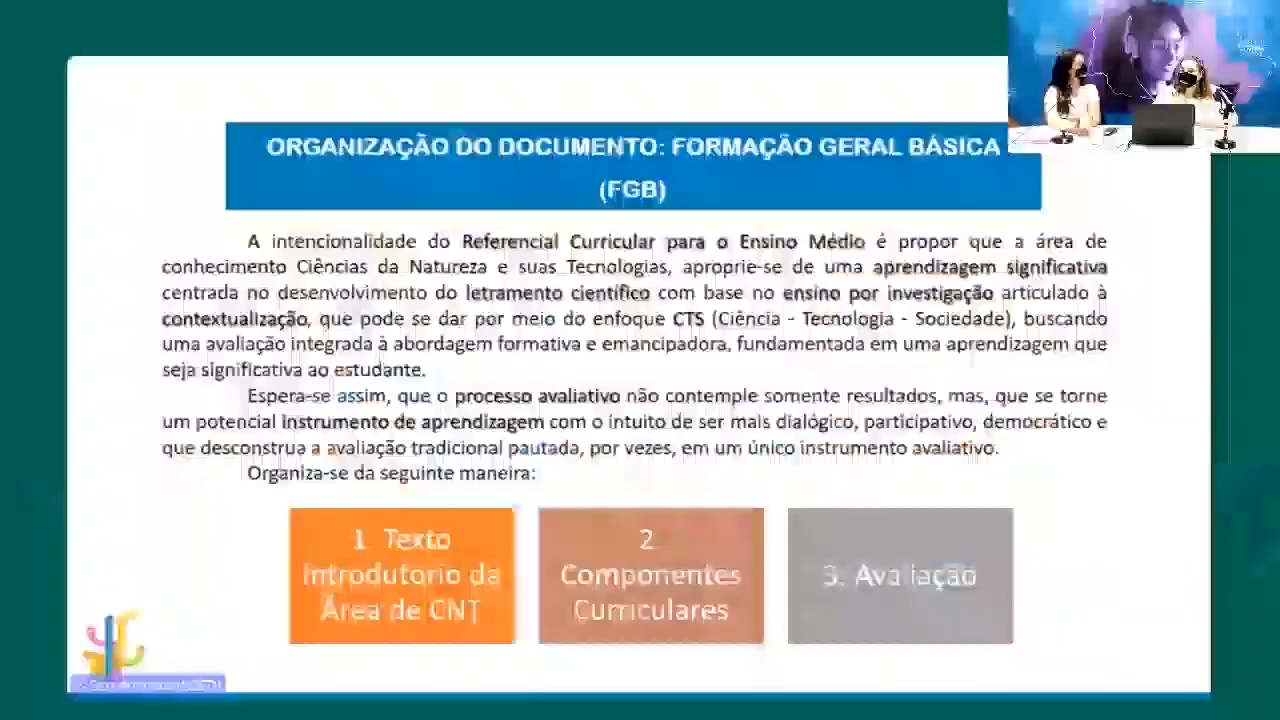 ORGANIZAÇÃO DO DOCUMENTO: FORMAÇÃO GERAL BÁSICA
(FGB)
A intencionalidade do Referencial Curricular para o Ensino Médio é propor que a área de
conhecimento Ciências da Natureza e suas Tecnologias, aproprie-se de uma aprendizagem significativa
centrada no desenvolvimento do letramento científico com base no ensino por investigação articulado à
contextualização, que pode se dar por meio do enfoque CTS (Ciência - Tecnologia - Sociedade), buscando
uma avaliação integrada à abordagem formativa e emancipadora, fundamentada em uma aprendizagem que
seja significativa ao estudante.
Espera-se assim, que o processo avaliativo não contemple somente resultados, mas, que se torne
um potencial instrumento de aprendizagem com o intuito de ser mais dialógico, participativo, democrático e
que desconstrua a avaliação tradicional pautada, por vezes, em um único instrumento avaliativo.
Organiza-se da seguinte maneira:
1. Texto
Introdutório da
Área de CNT
2.
Componentes
Curriculares
3. Avaliação